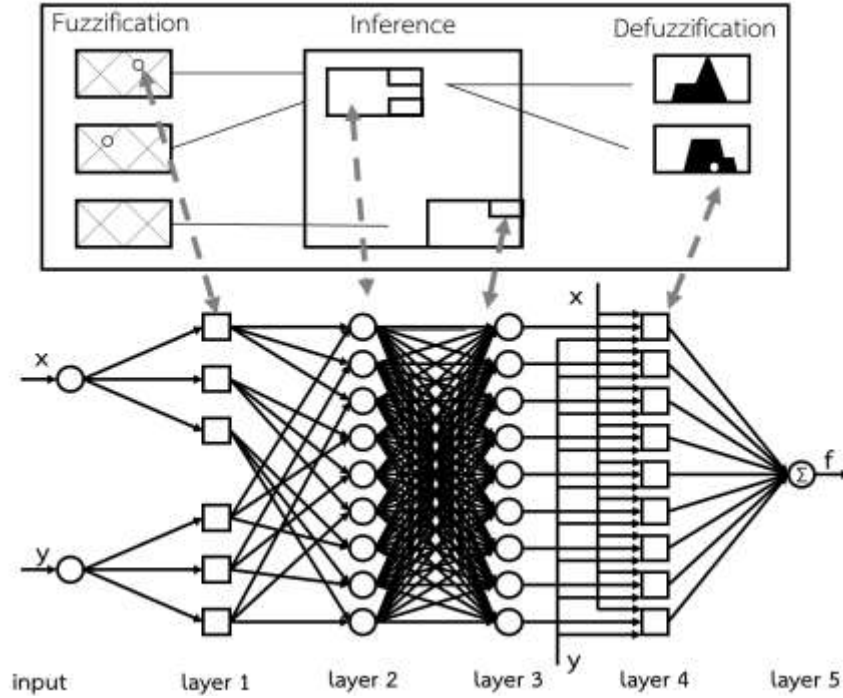 Fuzzification Inference Defuzzification
x
x
y
Σ f
y
input layer 1 layer 2 layer 3 layer 4 layer 5